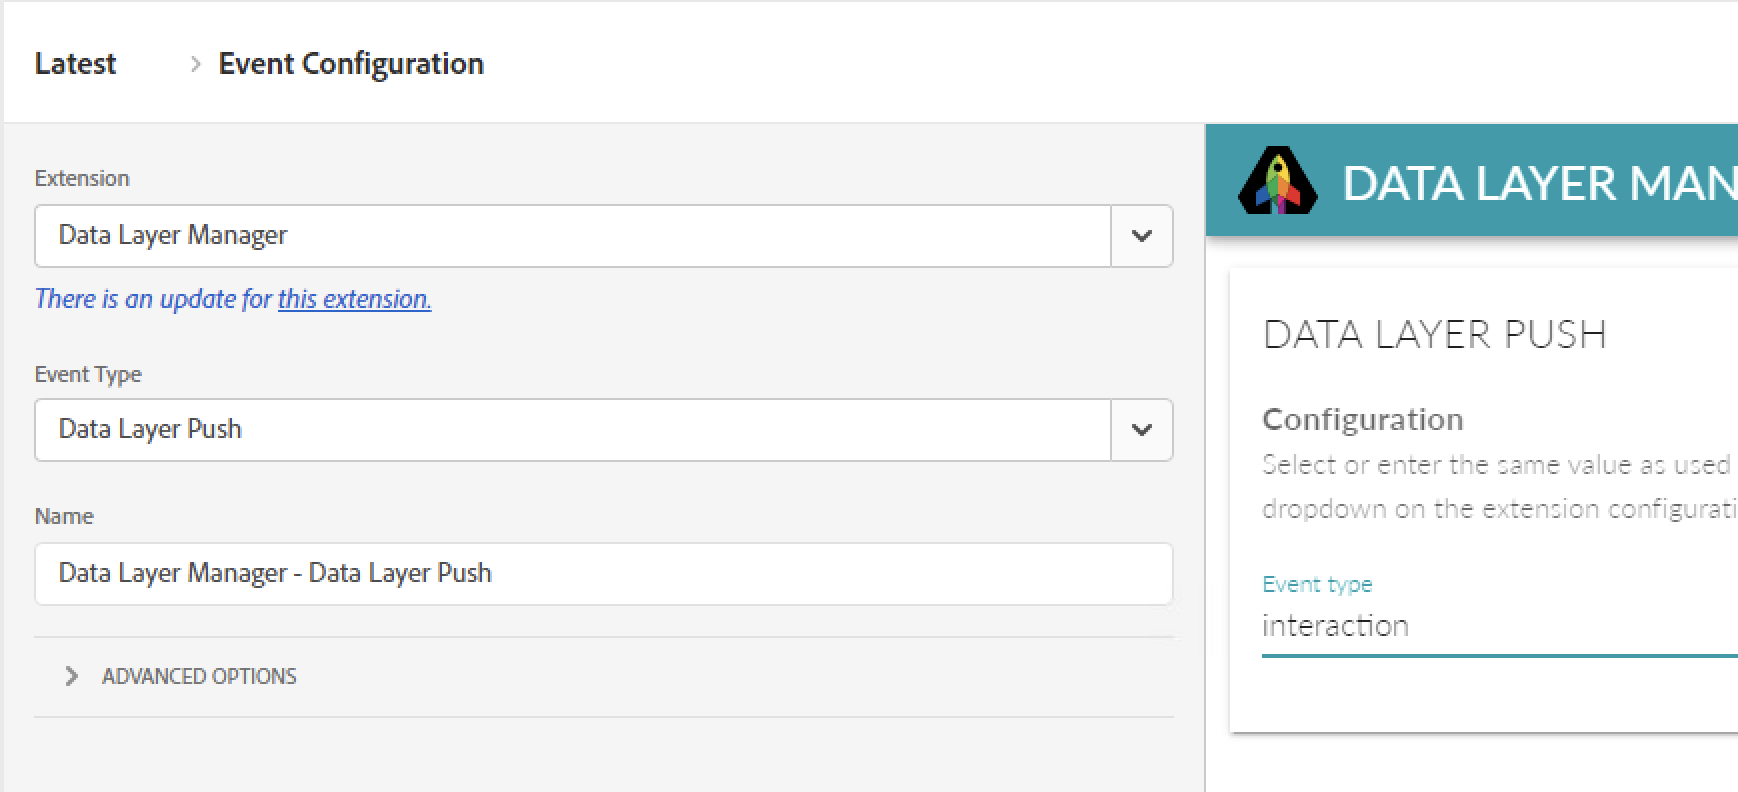 Latest > Event Configuration
Extension
Data Layer Manager
There is an update for this extension.
Event Type
Data Layer Push
Name
Data Layer Manager - Data Layer Push
ADVANCED OPTIONS
DATA LAYER MAN
DATA LAYER PUSH
Configuration
Select or enter the same value as used
dropdown on the extension configurati
Event type
interaction